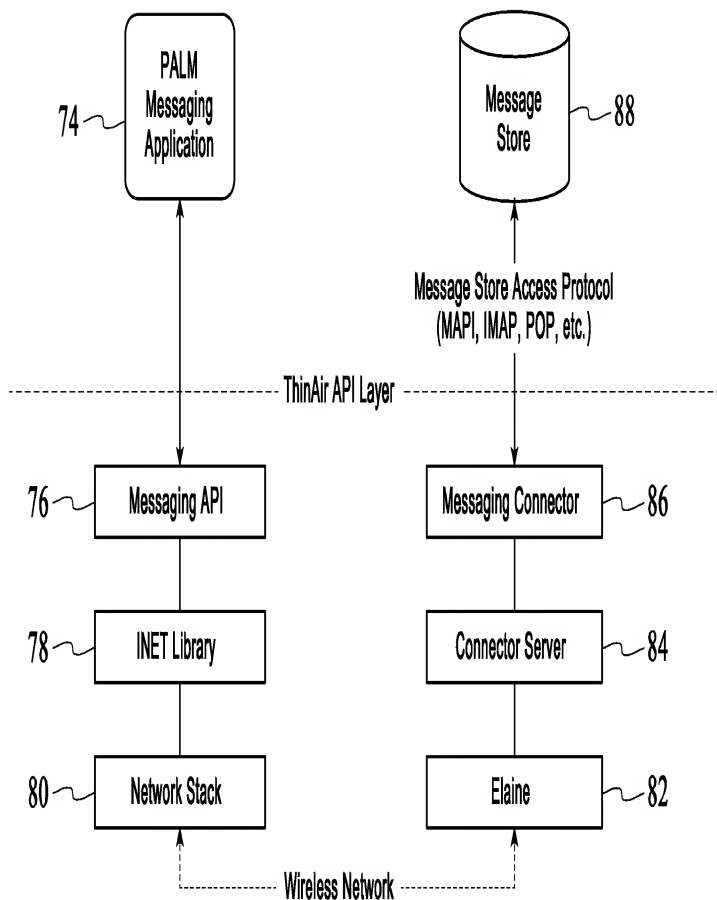 PALM
Messaging
Application
74
Message
Store
88
Message Store Access Protocol
(MAPI, IMAP, POP, etc.)
ThinAir API Layer
76
Messaging API
Messaging Connector
86
78
INET Library
Connector Server
84
80
Network Stack
Elaine
82
Wireless Network